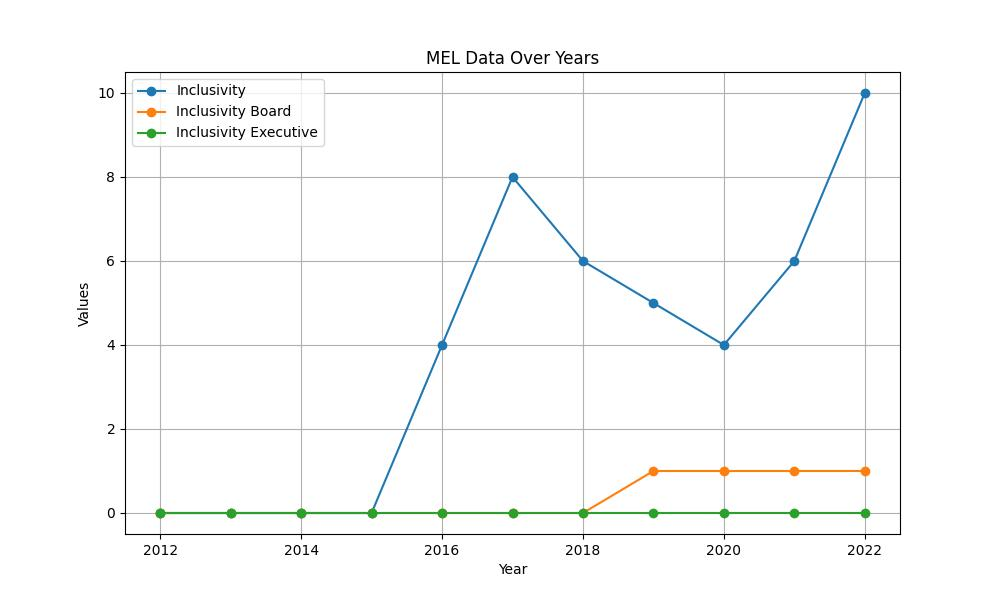 MEL Data Over Years
Inclusivity
Inclusivity Board
Inclusivity Executive
10
8
6
4
2
0
Values
2012 2014 2016 2018 2020 2022
Year